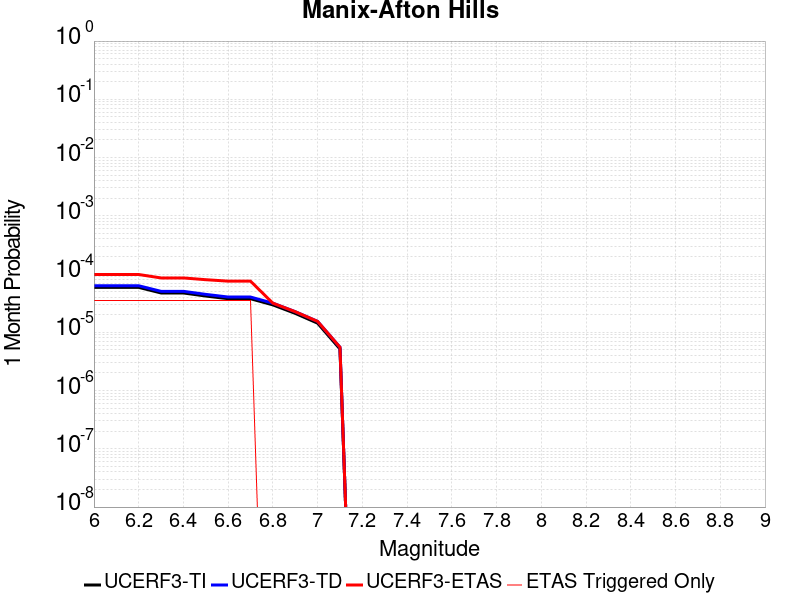 Manix-Afton Hills
1 Month Probability
10^0
10^-1
10^-2
10^-3
10^-4
10^-5
10^-6
10^-7
10^-8
6 6.2 6.4 6.6 6.8 7 7.2 7.4 7.6 7.8 8 8.2 8.4 8.6 8.8 9
Magnitude
UCERF3-TI UCERF3-TD UCERF3-ETAS ETAS Triggered Only